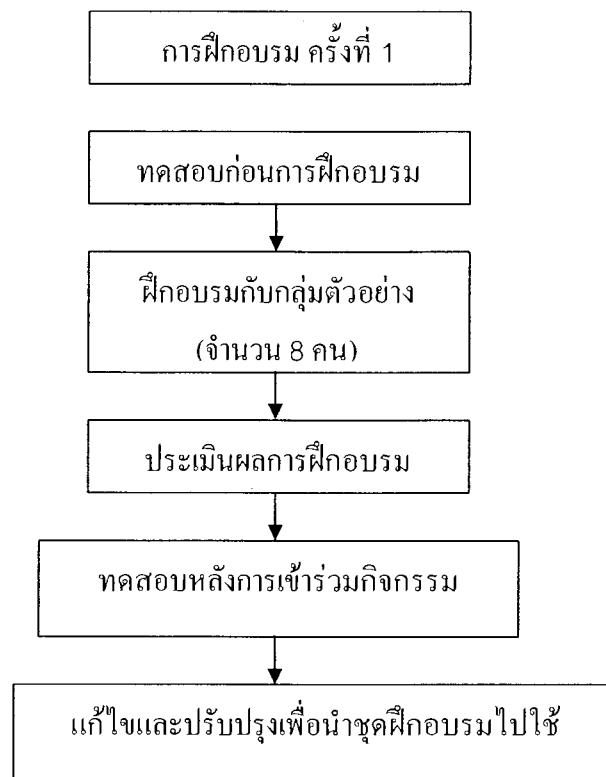 การฝึกอบรม ครั้งที่ 1
ทดสอบก่อนการฝึกอบรม
ฝึกอบรมกับกลุ่มตัวอย่าง
(จำนวน 8 คน)
ประเมินผลการฝึกอบรม
ทดสอบหลังการเข้าร่วมกิจกรรม
แก้ไขและปรับปรุงเพื่อนำชุดฝึกอบรมไปใช้